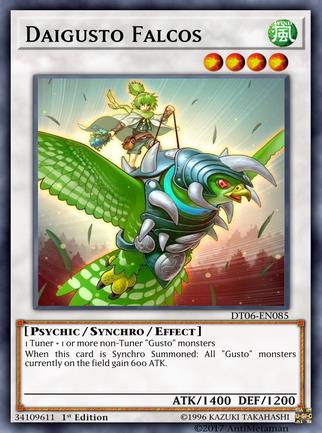 DAIGUSTO FALCOS
WIND
風
DT06-EN085
[PSYCHIC / SYNCHRO / EFFECT]
1 Tuner + 1 or more non-Tuner "Gusto" monsters
When this card is Synchro Summoned: All "Gusto" monsters
currently on the field gain 600 ATK.
ATK/1400 DEF/1200
34109611 1st Edition
©1996 KAZUKI TAKAHASHI
©2017 AntiMetaman